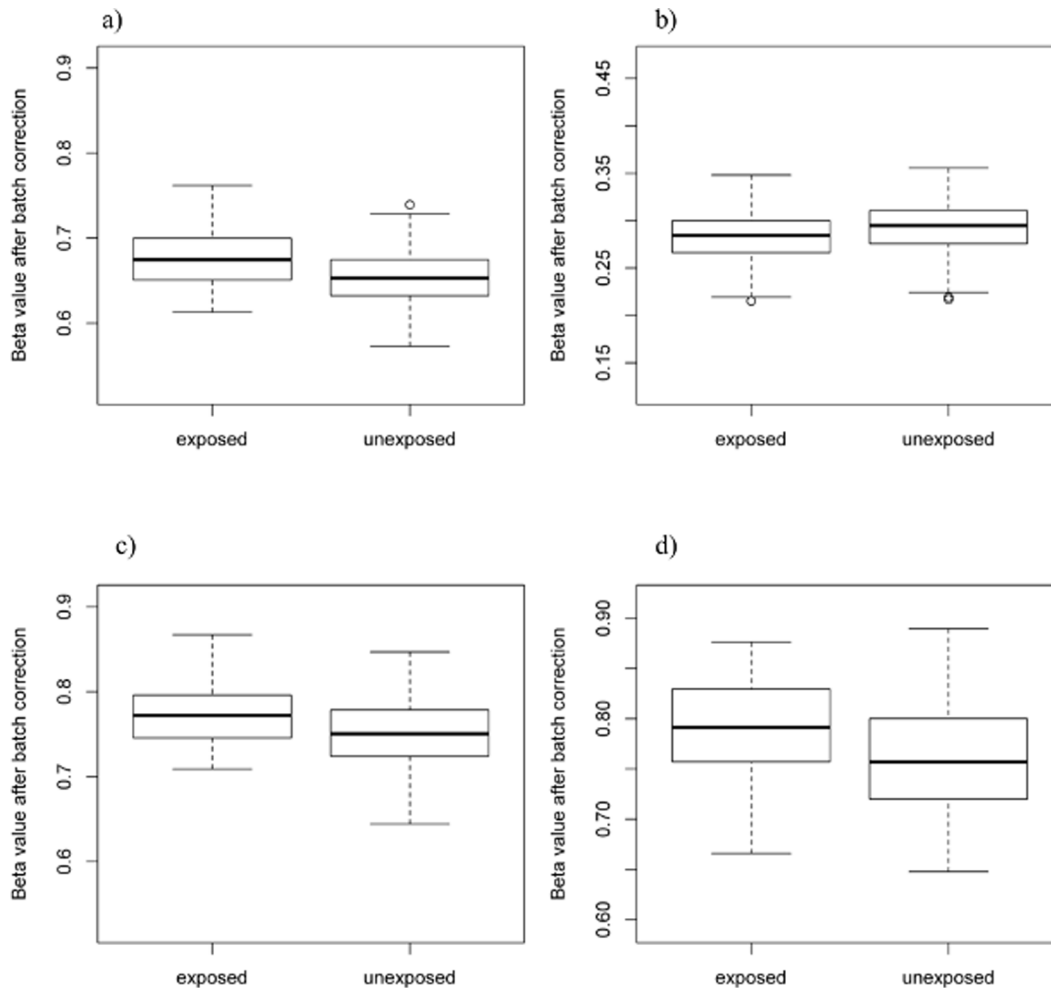 a)
Beta value after batch correction
0.9
0.8
0.7
0.6
exposed
unexposed
b)
Beta value after batch correction
0.45
0.35
0.25
0.15
exposed
unexposed
c)
Beta value after batch correction
0.9
0.8
0.7
0.6
exposed
unexposed
d)
Beta value after batch correction
0.90
0.80
0.70
0.60
exposed
unexposed